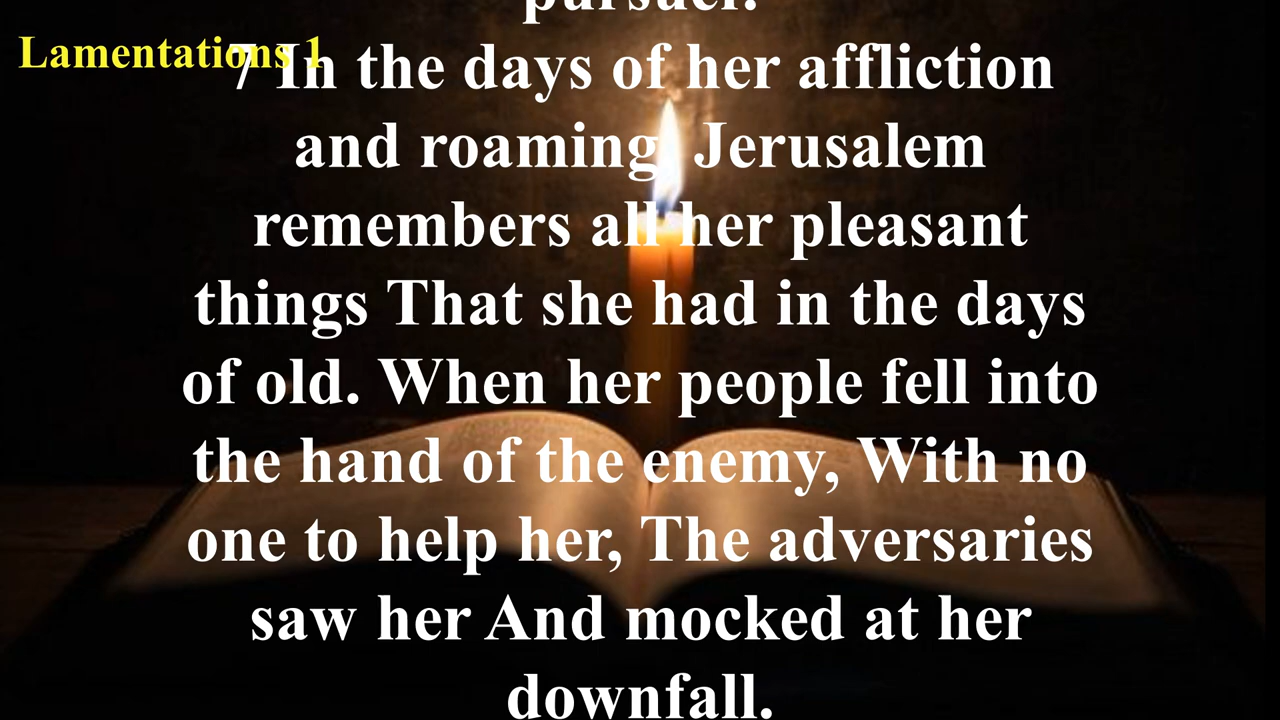 pursuer.
Lamentations 1
7 In the days of her affliction
and roaming, Jerusalem
remembers all her pleasant
things That she had in the days
of old. When her people fell into
the hand of the enemy, With no
one to help her, The adversaries
saw her And mocked at her
downfall.